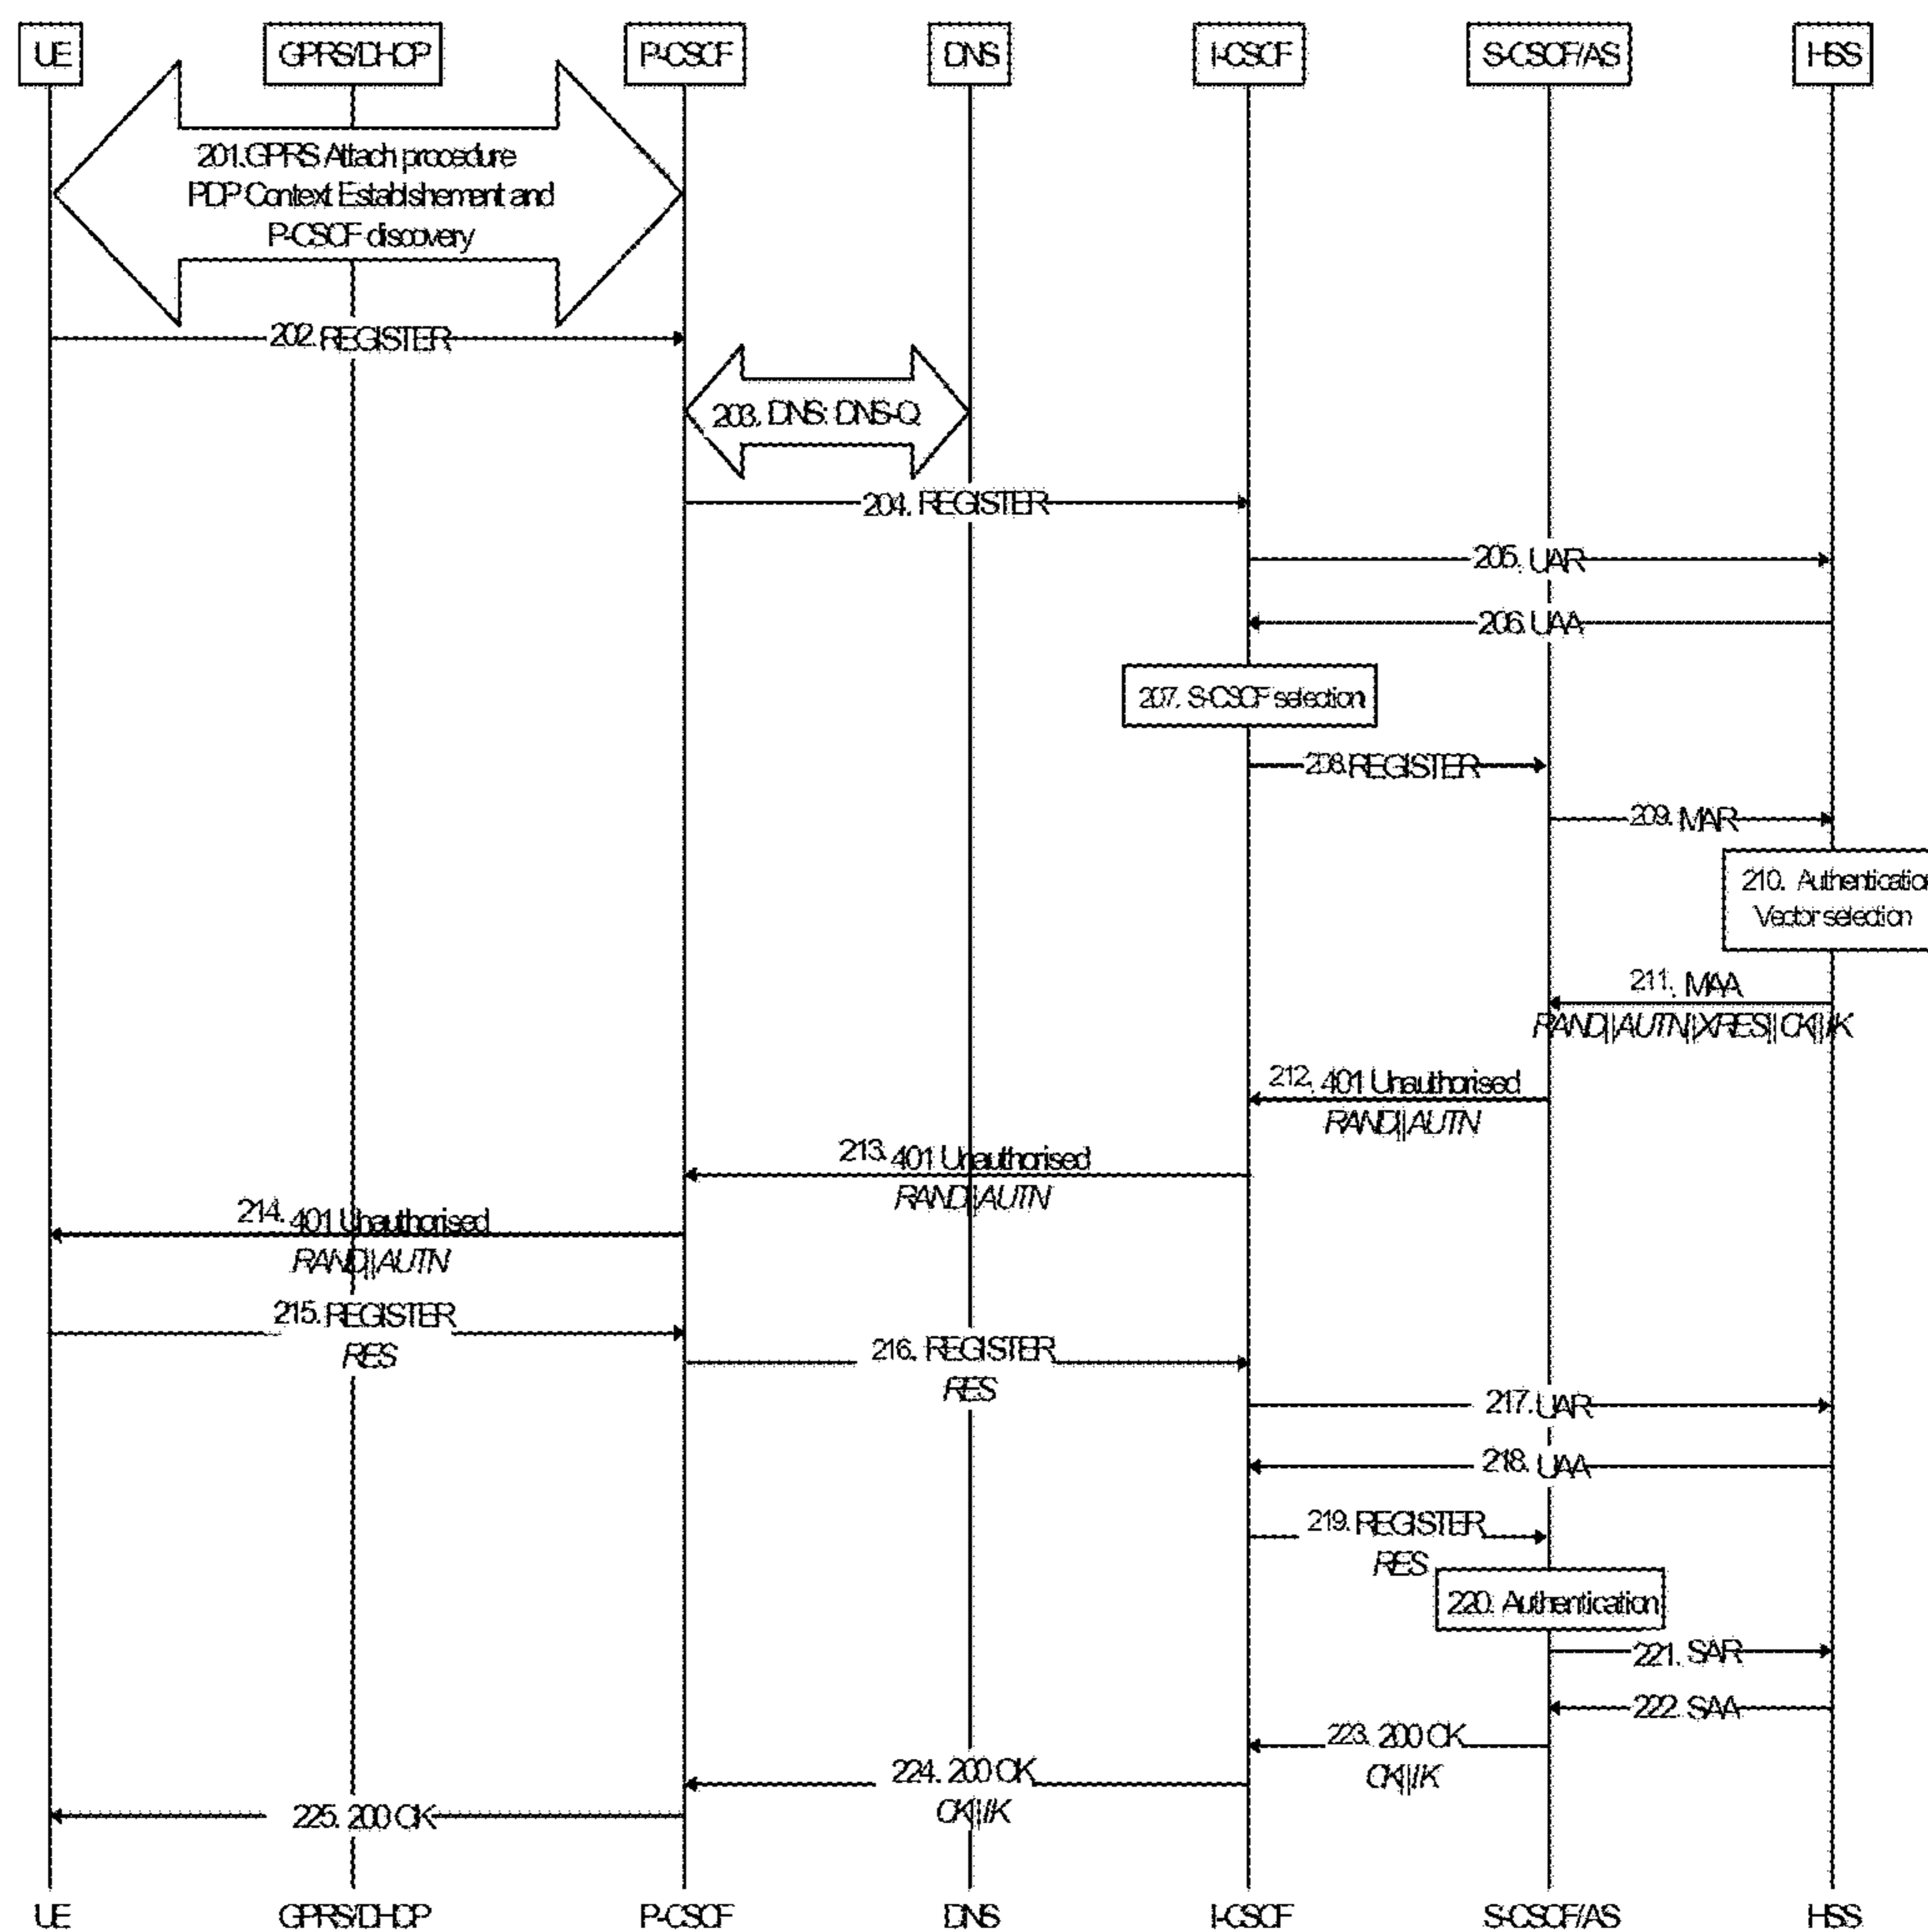 UE GPRS/DHCP P-CSCF DNS I-CSCF S-CSCF/AS HSS
201. GPRS Attach procedure
PDP Context Establishement and
P-CSCF discovery
202. REGISTER
203. DNS: DNS-Q
204. REGISTER
205. UAR
206. UAA
207. S-CSCF selection
208. REGISTER
209. MAR
210. Authentication
Vector selection
211. MAA
RAND||AUTN||XRES||CK||IK
212. 401 Unauthorised
RAND||AUTN
213. 401 Unauthorised
RAND||AUTN
214. 401 Unauthorised
RAND||AUTN
215. REGISTER
RES
216. REGISTER
RES
217. UAR
218. UAA
219. REGISTER
RES
220. Authentication
221. SAR
222. SAA
223. 200 OK
CK||IK
224. 200 OK
CK||IK
225. 200 OK
UE GPRS/DHCP P-CSCF DNS I-CSCF S-CSCF/AS HSS